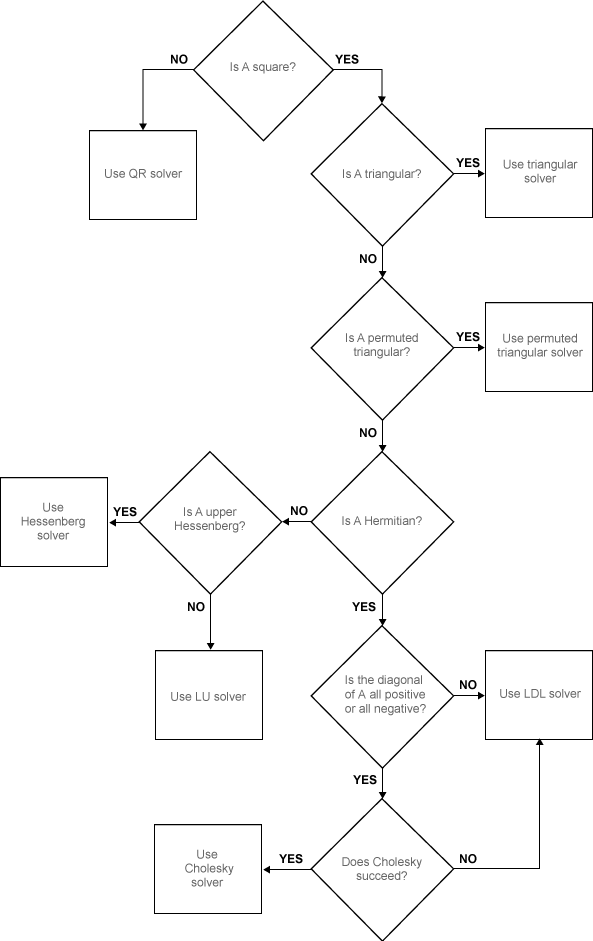 Is A square?
NO
YES
Use QR solver
Is A triangular?
YES
Use triangular
solver
NO
Is A permuted
triangular?
YES
Use permuted
triangular solver
NO
Is A Hermitian?
NO
Is A upper
Hessenberg?
YES
Use
Hessenberg
solver
NO
Use LU solver
YES
Is the diagonal
of A all positive
or all negative?
NO
Use LDL solver
YES
Does Cholesky
succeed?
YES
Use
Cholesky
solver
NO